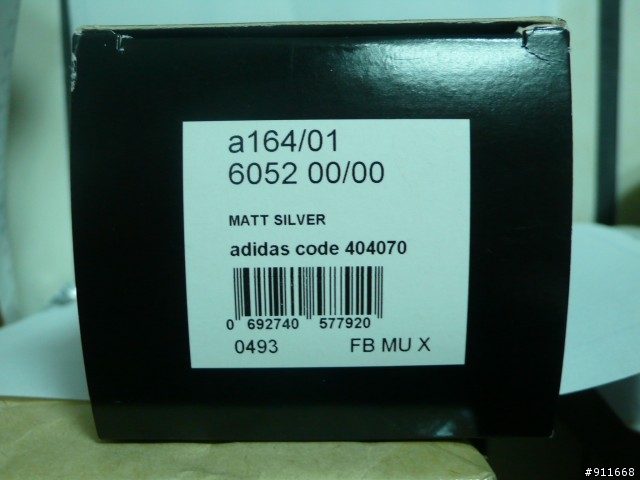 a164/01
6052 00/00
MATT SILVER
adidas code 404070
0 692740 577920
0493 FB MU X
#911668